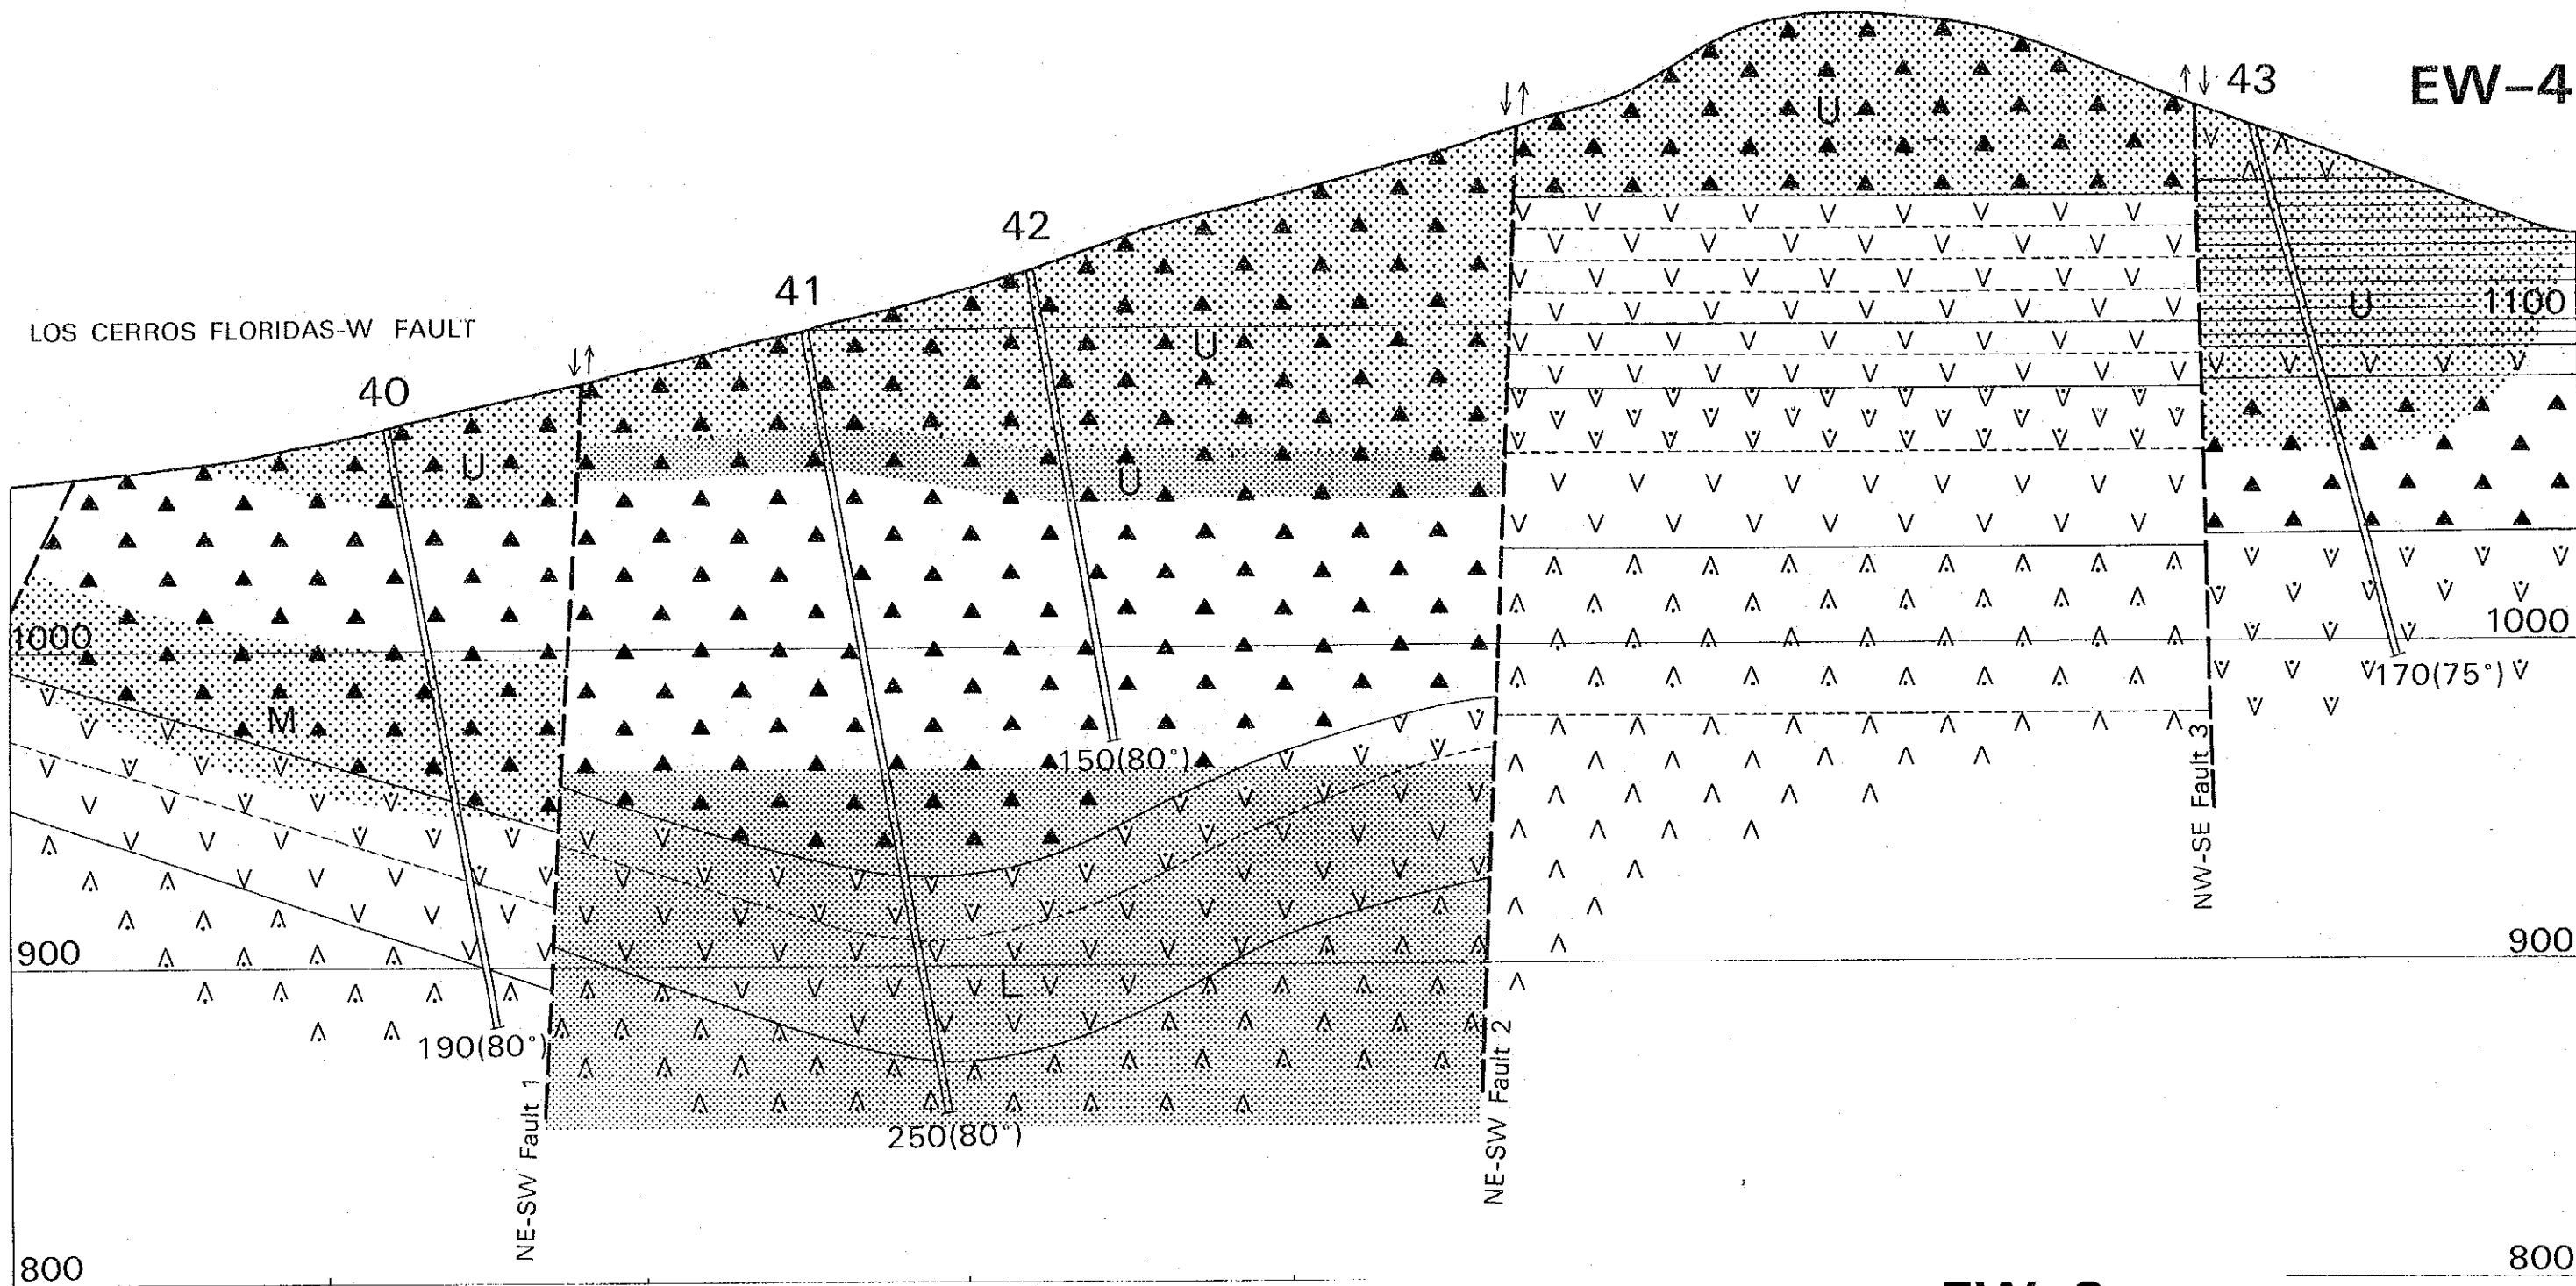 EW-4
43
42
41
LOS CERROS FLORIDAS-W FAULT
40
U
U
1100
U
U
U
1000
1000
M
170(75°)
150(80°)
NW-SE Fault 3
900
900
L
190(80°)
250(80°)
NE-SW Fault 1
NE-SW Fault 2
800
800